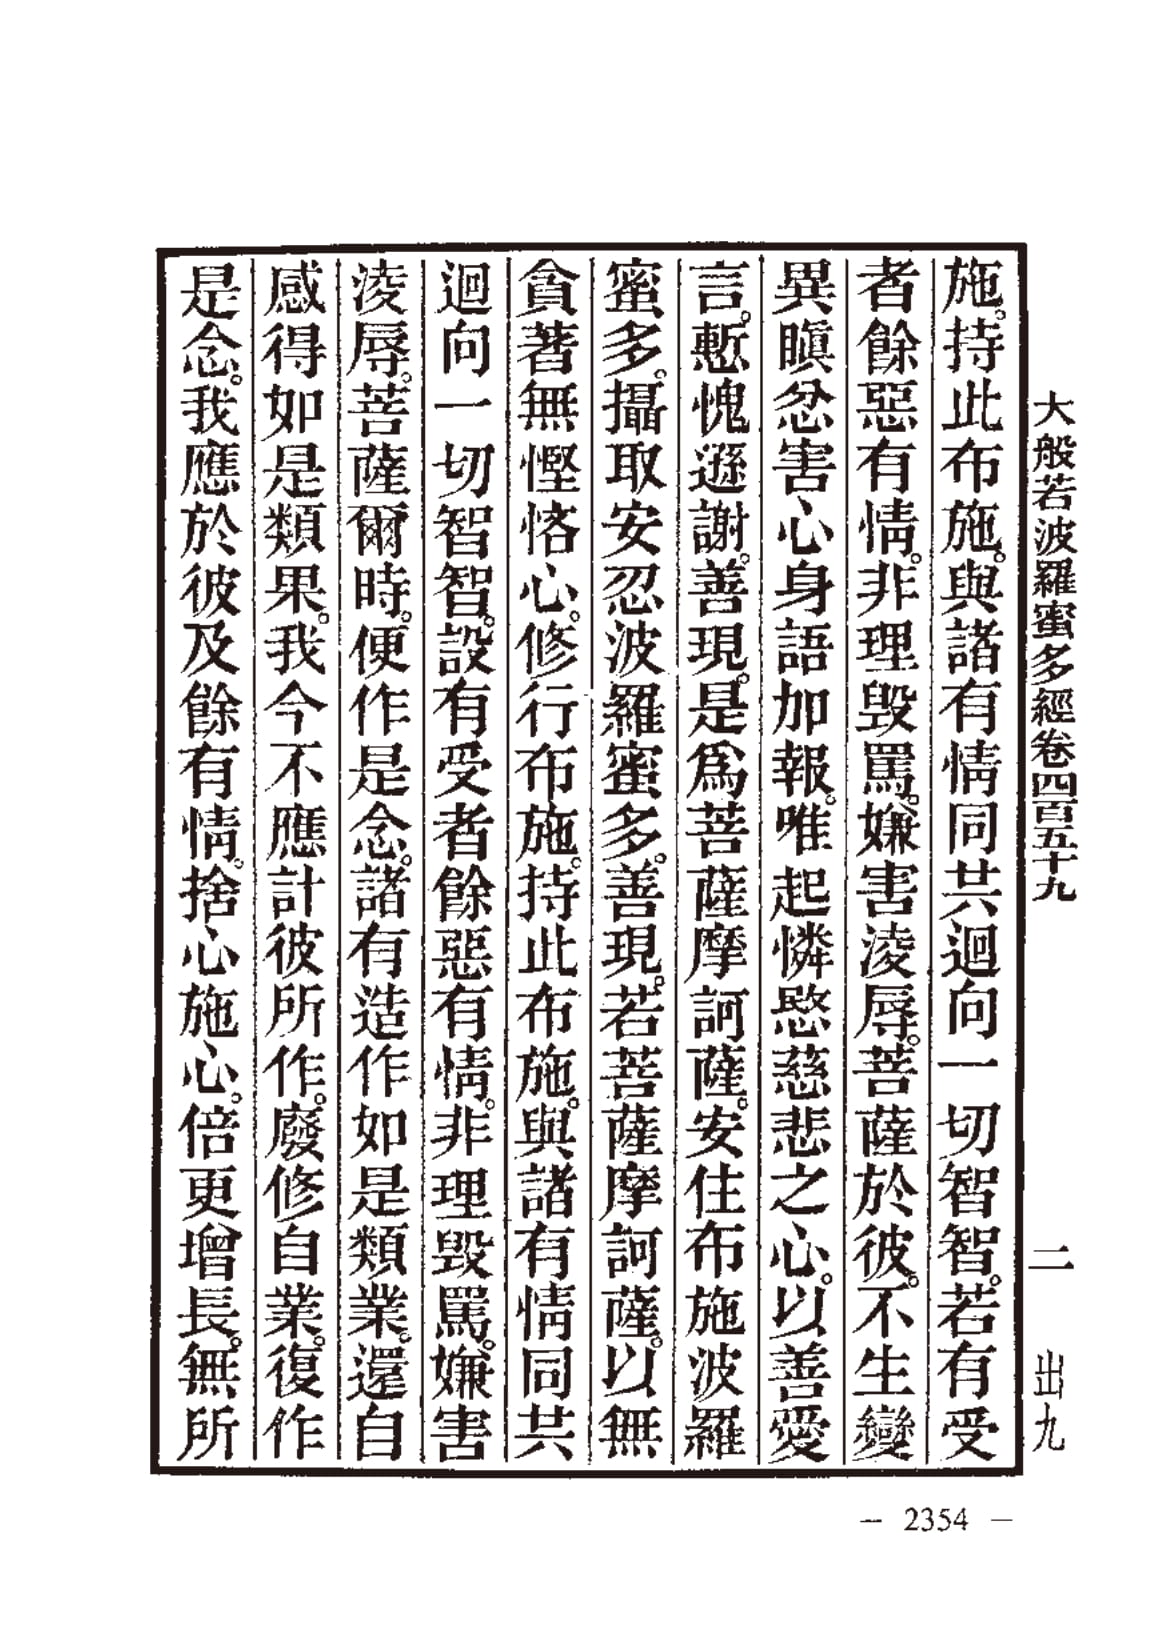 大般若波羅蜜多經卷四百五十九 二 出九
施。持此布施。與諸有情同共迴向一切智智。若有受
者餘惡有情。非理毀罵。嫌害淩辱。菩薩於彼。不生變
異瞋忿害心身語加報。唯起憐愍慈悲之心。以善愛
言。慙愧遜謝。善現。是爲菩薩摩訶薩。安住布施波羅
蜜多。攝取安忍波羅蜜多。善現。若菩薩摩訶薩。以無
貪著無慳悋心。修行布施。持此布施。與諸有情同共
迴向一切智智。設有受者餘惡有情。非理毀罵。嫌害
淩辱。菩薩爾時。便作是念。諸有造作如是類業。還自
感得如是類果。我今不應計彼所作。廢修自業。復作
是念。我應於彼及餘有情。捨心施心。倍更增長。無所
— 2354 —